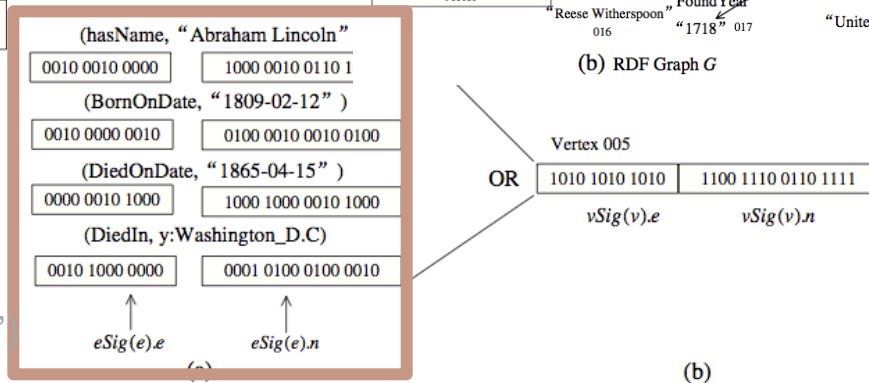 (hasName, “Abraham Lincoln”
0010 0010 0000 1000 0010 0110 1
(BornOnDate, “1809-02-12” )
0010 0000 0010 0100 0010 0010 0100
(DiedOnDate, “1865-04-15” )
0000 0010 1000 1000 1000 0010 1000
(DiedIn, y:Washington_D.C)
0010 1000 0000 0001 0100 0100 0010
eSig(e).e eSig(e).n
Found Year
“Reese Witherspoon” “1718” 017 “Unite
016
(b) RDF Graph G
Vertex 005
OR 1010 1010 1010 1100 1110 0110 1111
vSig(v).e vSig(v).n
(b)